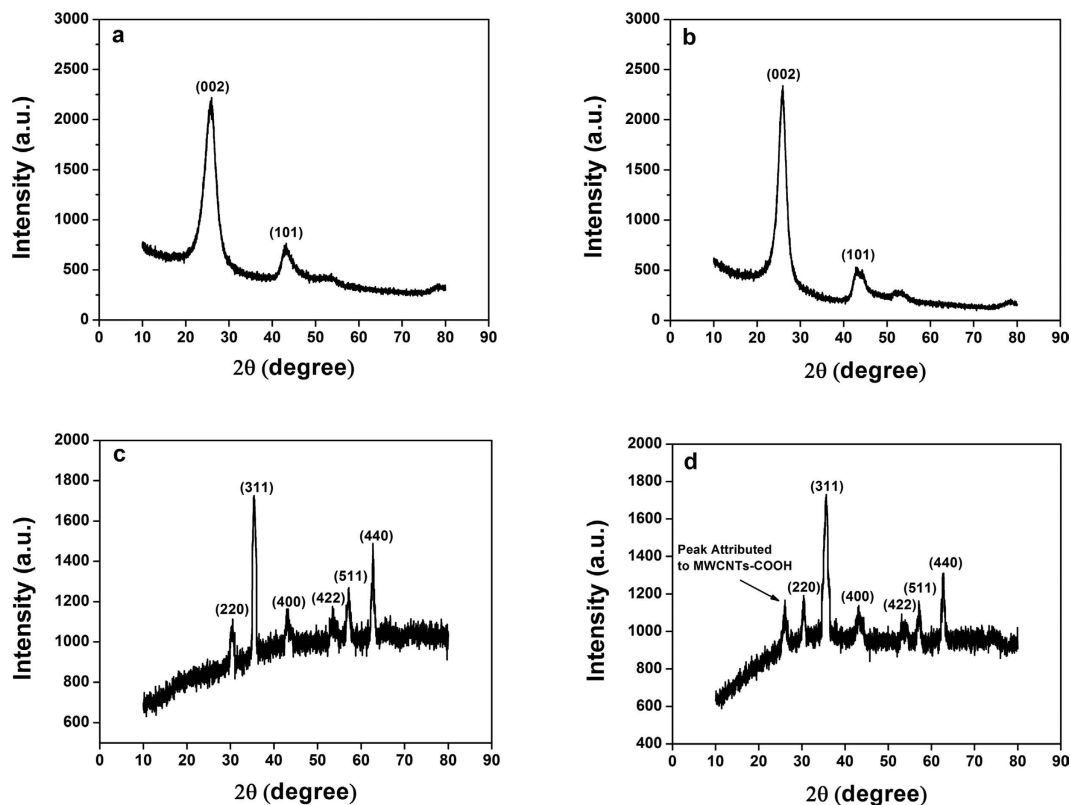 a
3000
2500
2000
1500
1000
500
0
Intensity (a.u.)
(002)
(101)
0 10 20 30 40 50 60 70 80 90
2θ (degree)
b
3000
2500
2000
1500
1000
500
0
Intensity (a.u.)
(002)
(101)
0 10 20 30 40 50 60 70 80 90
2θ (degree)
c
2000
1800
1600
1400
1200
1000
800
600
Intensity (a.u.)
(311)
(440)
(511)
(220)
(400)
(422)
0 10 20 30 40 50 60 70 80 90
2θ (degree)
d
2000
1800
1600
1400
1200
1000
800
600
400
Intensity (a.u.)
(311)
Peak Attributed
to MWCNTs-COOH
(440)
(220)
(511)
(400)
(422)
0 10 20 30 40 50 60 70 80 90
2θ (degree)